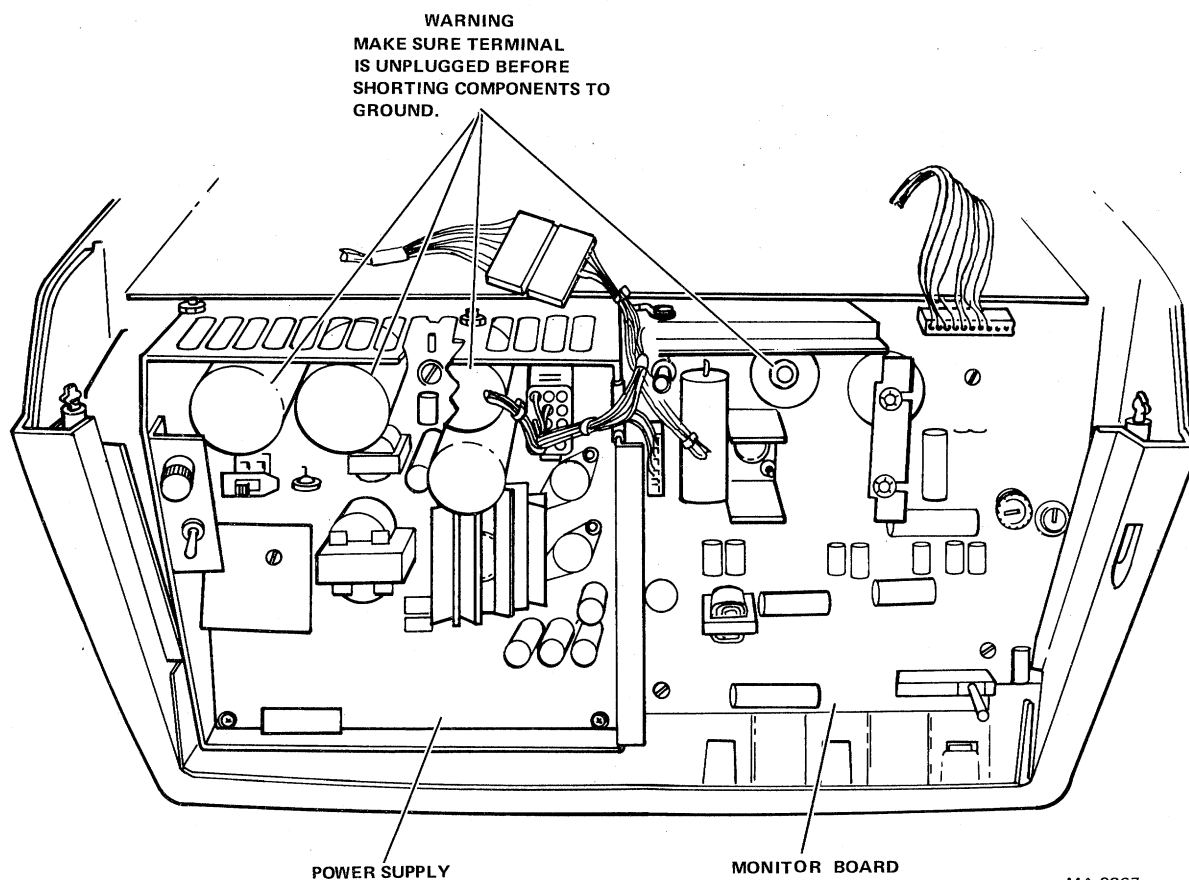 WARNING
MAKE SURE TERMINAL
IS UNPLUGGED BEFORE
SHORTING COMPONENTS TO
GROUND.
POWER SUPPLY
MONITOR BOARD